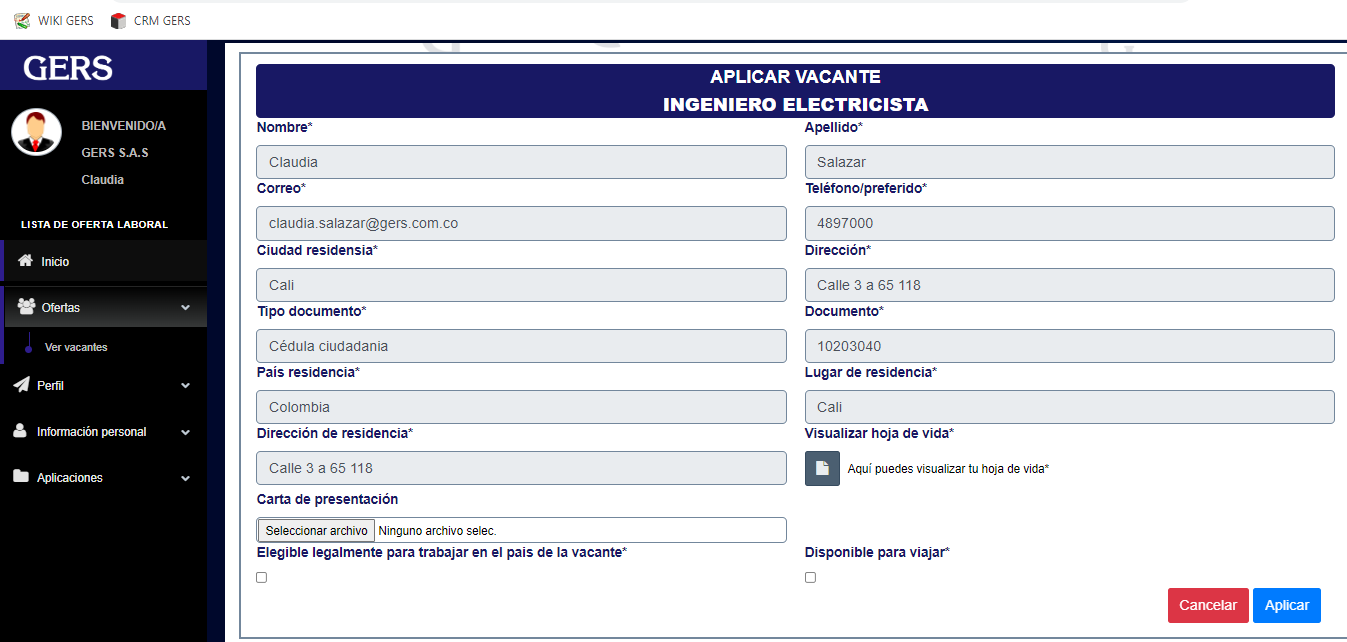 WIKI GERS
CRM GERS
GERS
BIENVENIDO/A
GERS S.A.S
Claudia
LISTA DE OFERTA LABORAL
Inicio
Ofertas
Ver vacantes
Perfil
Información personal
Aplicaciones
APLICAR VACANTE
INGENIERO ELECTRICISTA
Nombre*
Apellido*
Claudia
Salazar
Correo*
Teléfono/preferido*
claudia.salazar@gers.com.co
4897000
Ciudad residensia*
Dirección*
Cali
Calle 3 a 65 118
Tipo documento*
Documento*
Cédula ciudadania
10203040
País residencia*
Lugar de residencia*
Colombia
Cali
Dirección de residencia*
Visualizar hoja de vida*
Calle 3 a 65 118
Aquí puedes visualizar tu hoja de vida*
Carta de presentación
Seleccionar archivo Ninguno archivo selec.
Elegible legalmente para trabajar en el pais de la vacante*
Disponible para viajar*
Cancelar
Aplicar